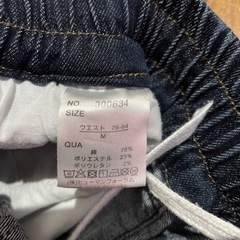 NO. 300634
SIZE
ウエスト 76-84
M
QUA
綿 75%
ポリエステル 23%
ポリウレタン 2%
(株)ヒューマンフォーラム